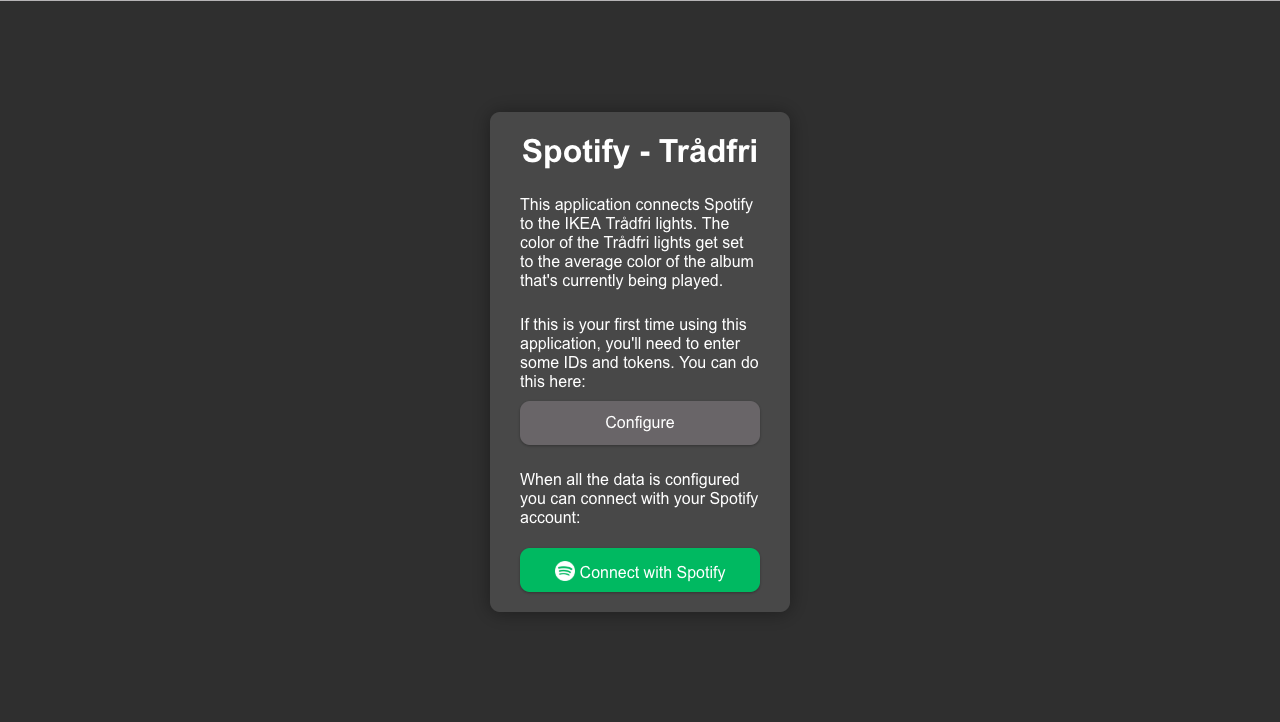 Spotify - Trådfri
This application connects Spotify
to the IKEA Trådfri lights. The
color of the Trådfri lights get set
to the average color of the album
that's currently being played.
If this is your first time using this
application, you'll need to enter
some IDs and tokens. You can do
this here:
Configure
When all the data is configured
you can connect with your Spotify
account:
Connect with Spotify